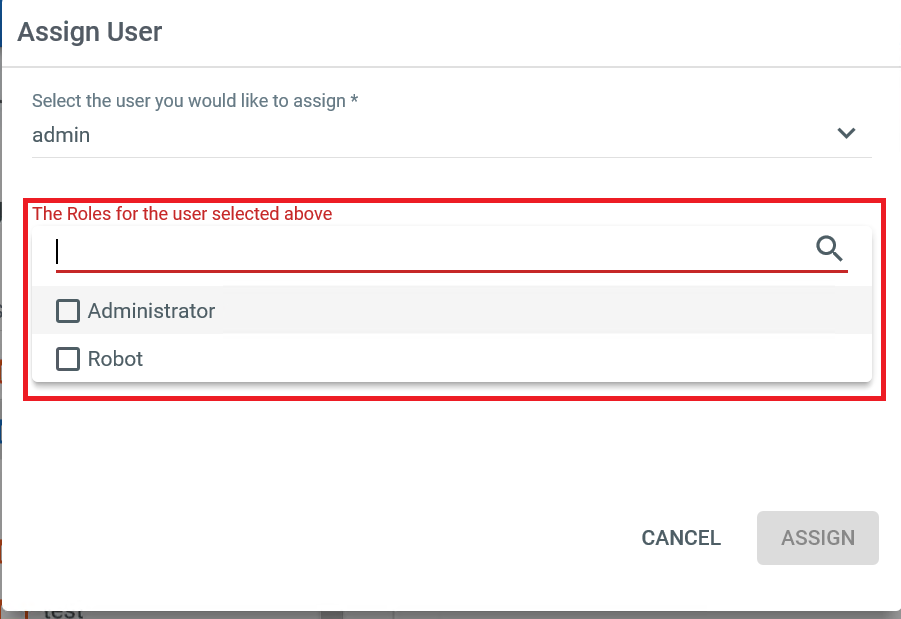 Assign User
Select the user you would like to assign *
admin
The Roles for the user selected above
Administrator
Robot
CANCEL
ASSIGN
test